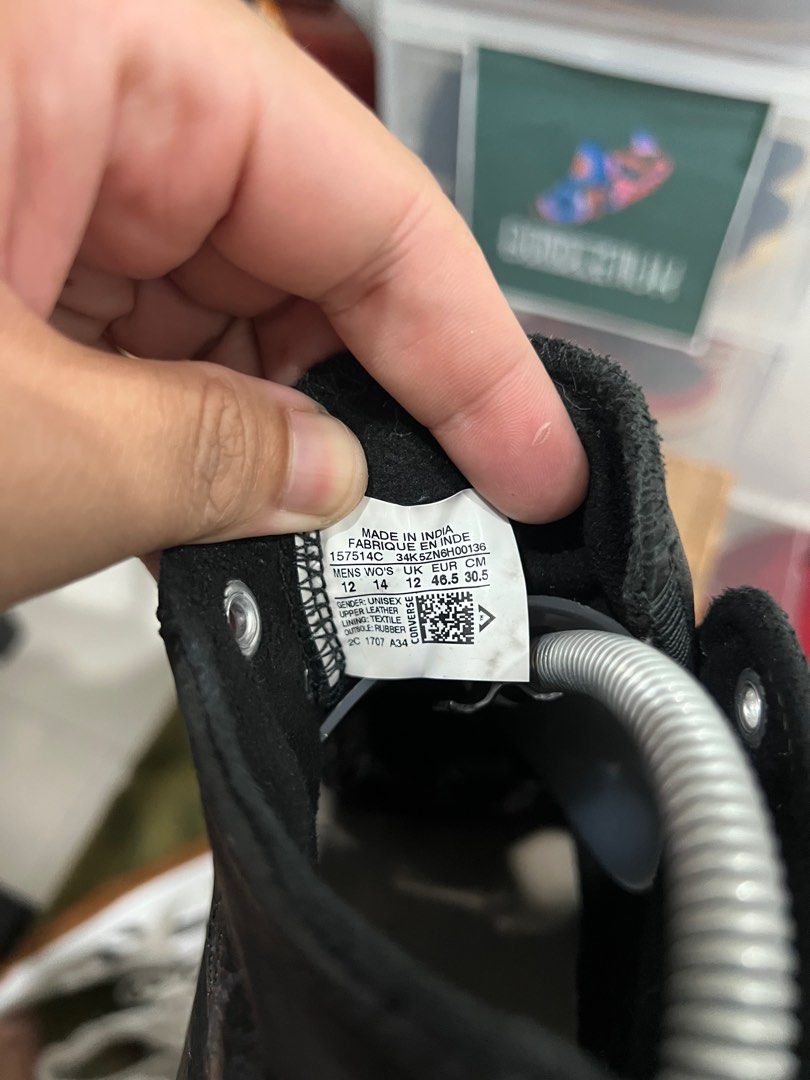 MADE IN INDIA
FABRIQUE EN INDE
157514C 34K5ZN6H00136
MENS WO'S UK EUR CM
12 14 12 46.5 30.5
GENDER: UNISEX
UPPER LEATHER
LINING: TEXTILE
OUTSOLE: RUBBER
2C 1707 A34
CONVERSE